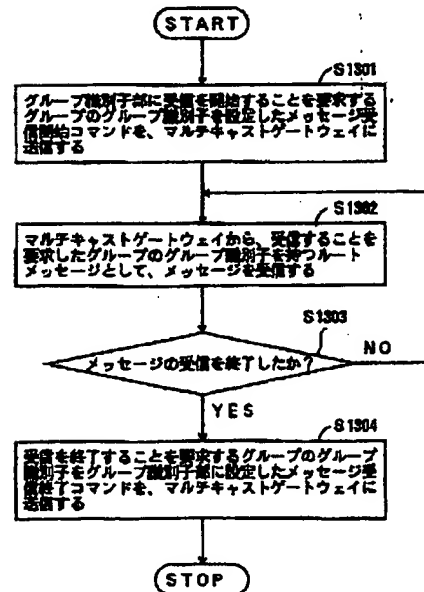 START
S1301
グループ識別子部に受信を開始することを要求する
グループのグループ識別子を設定したメッセージ受
信開始コマンドを、マルチキャストゲートウェイに
送信する
S1302
マルチキャストゲートウェイから、受信することを
要求したグループのグループ識別子を持つルート
メッセージとして、メッセージを受信する
S1303
メッセージの受信を終了したか?
NO
YES
S1304
受信を終了することを要求するグループのグループ
識別子をグループ識別子部に設定したメッセージ受
信終了コマンドを、マルチキャストゲートウェイに
送信する
STOP